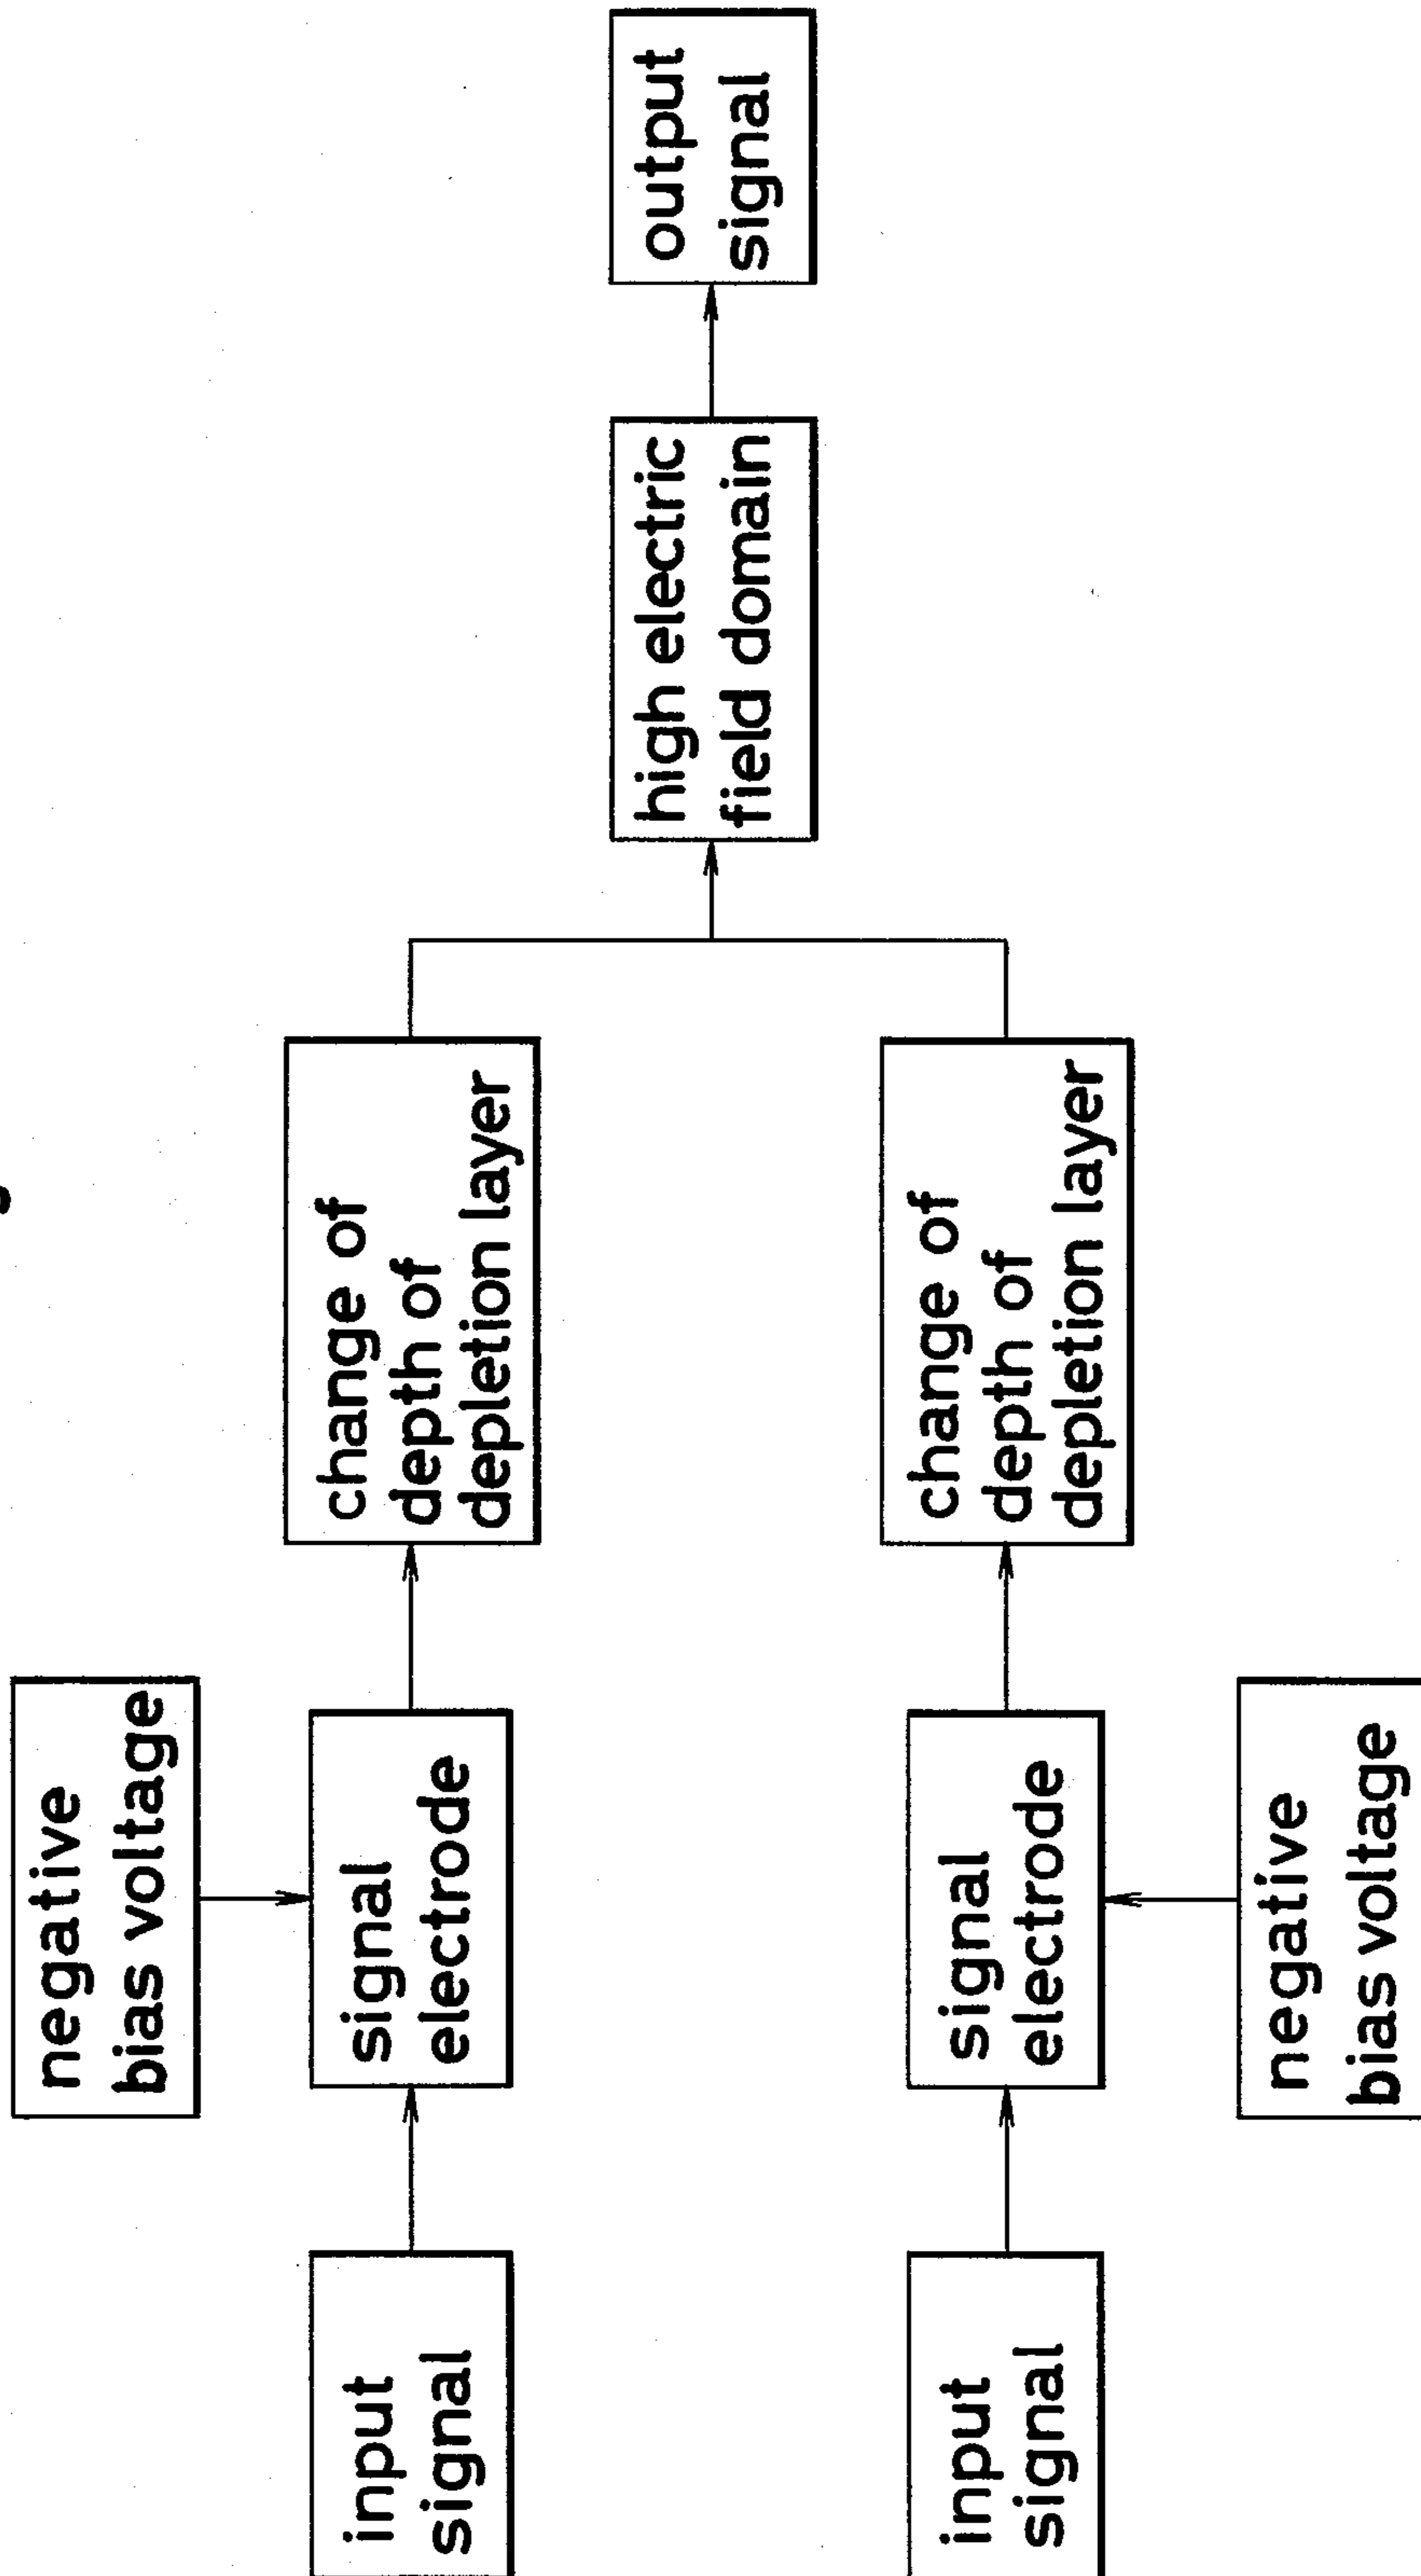 negative
bias voltage
input
signal
signal
electrode
change of
depth of
depletion layer
high electric
field domain
output
signal
input
signal
signal
electrode
change of
depth of
depletion layer
negative
bias voltage